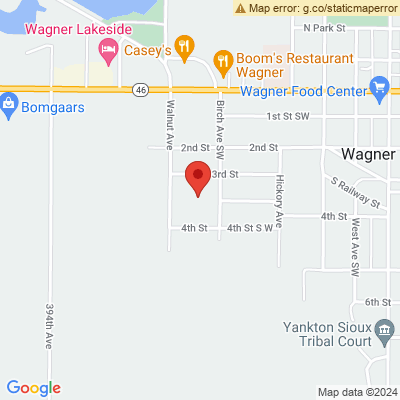 Map error: g.co/staticmaperror
N Park St
Wagner Lakeside
Casey's
Boom's Restaurant
Wagner
Wagner Food Center
46
Bomgaars
Walnut Ave
Birch Ave SW
1st St SW
2nd St
2nd St
Wagner
3rd St
Hickory Ave
S Railway St
4th St
4th St
4th St S W
West Ave SW
394th Ave
6th St
Yankton Sioux
Tribal Court
Google
Map data ©2024